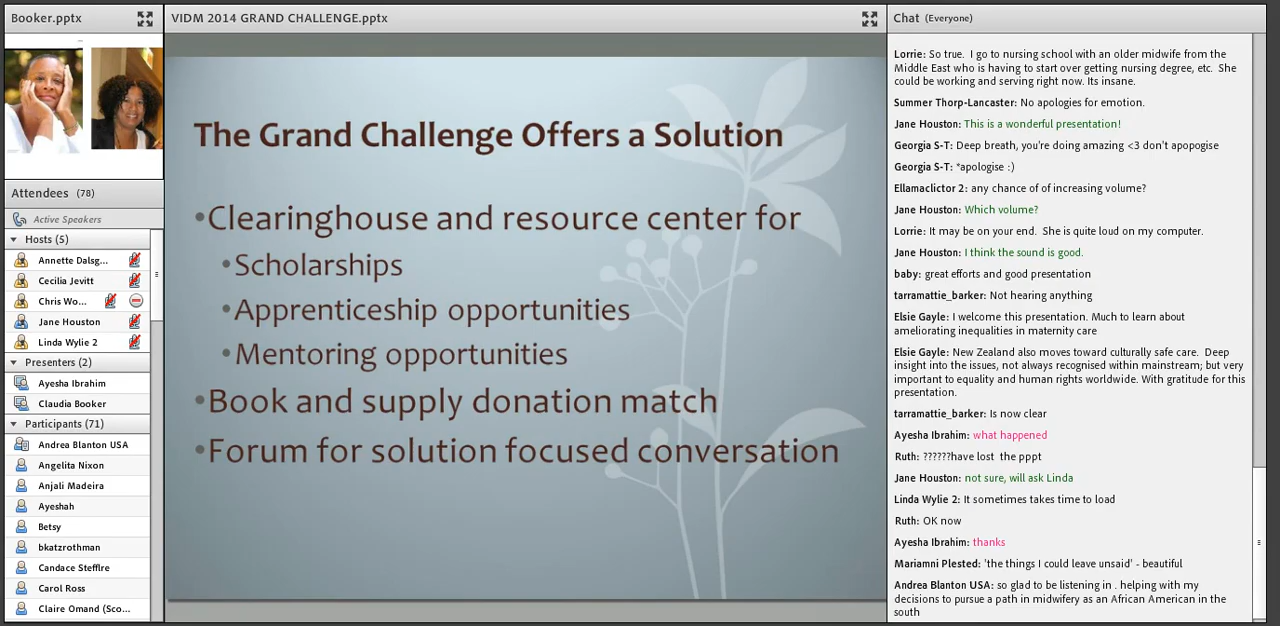 Booker.pptx
VIDM 2014 GRAND CHALLENGE.pptx
Chat (Everyone)
Attendees (78)
Active Speakers
Hosts (5)
Annette Dalsg...
Cecilia Jevitt
Chris Wo...
Jane Houston
Linda Wylie 2
Presenters (2)
Ayesha Ibrahim
Claudia Booker
Participants (71)
Andrea Blanton USA
Angelita Nixon
Anjali Madeira
Ayeshah
Betsy
bkatzrothman
Candace Stefflre
Carol Ross
Claire Omand (Sco...
The Grand Challenge Offers a Solution
•Clearinghouse and resource center for
•Scholarships
•Apprenticeship opportunities
•Mentoring opportunities
•Book and supply donation match
•Forum for solution focused conversation
Lorrie: So true. I go to nursing school with an older midwife from the
Middle East who is having to start over getting nursing degree, etc. She
could be working and serving right now. Its insane.
Summer Thorp-Lancaster: No apologies for emotion.
Jane Houston: This is a wonderful presentation!
Georgia S-T: Deep breath, you're doing amazing <3 don't apopogise
Georgia S-T: *apologise :)
Ellamaclictor 2: any chance of of increasing volume?
Jane Houston: Which volume?
Lorrie: It may be on your end. She is quite loud on my computer.
Jane Houston: I think the sound is good.
baby: great efforts and good presentation
tarramattie_barker: Not hearing anything
Elsie Gayle: I welcome this presentation. Much to learn about
ameliorating inequalities in maternity care
Elsie Gayle: New Zealand also moves toward culturally safe care. Deep
insight into the issues, not always recognised within mainstream; but very
important to equality and human rights worldwide. With gratitude for this
presentation.
tarramattie_barker: Is now clear
Ayesha Ibrahim: what happened
Ruth: ??????have lost the pppt
Jane Houston: not sure, will ask Linda
Linda Wylie 2: It sometimes takes time to load
Ruth: OK now
Ayesha Ibrahim: thanks
Marianni Plested: 'the things I could leave unsaid' - beautiful
Andrea Blanton USA: so glad to be listening in . helping with my
decisions to pursue a path in midwifery as an African American in the
south